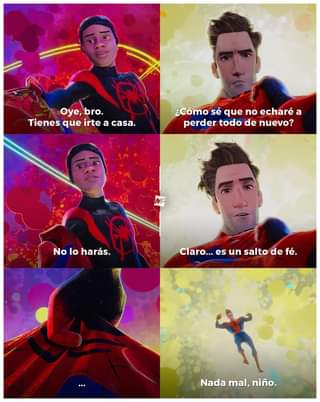 Oye, bro.
Tienes que irte a casa.
¿Cómo sé que no echaré a
perder todo de nuevo?
No lo harás.
Claro... es un salto de fé.
...
Nada mal, niño.